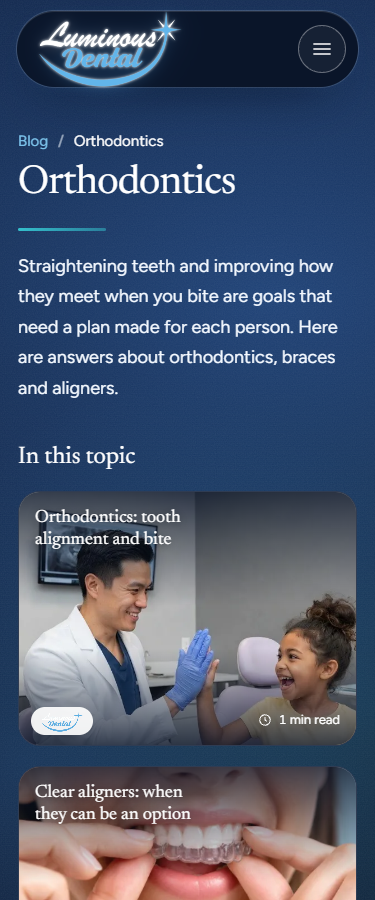 Luminous
Dental
Blog / Orthodontics
Orthodontics
Straightening teeth and improving how
they meet when you bite are goals that
need a plan made for each person. Here
are answers about orthodontics, braces
and aligners.
In this topic
Orthodontics: tooth
alignment and bite
Dental
1 min read
Clear aligners: when
they can be an option